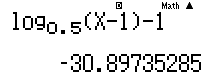 D Math ▲
log₀.₅(X-1)-1
-30.89735285